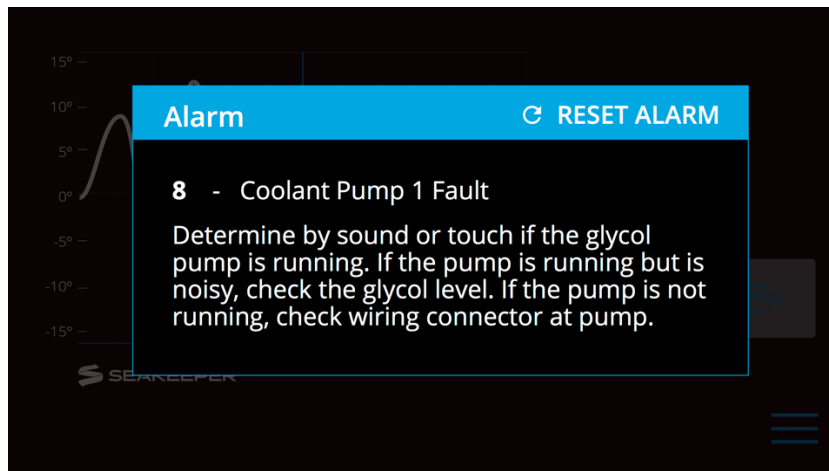 15°
10°
5°
0°
-5°
-10°
-15°
Alarm
RESET ALARM
8 - Coolant Pump 1 Fault
Determine by sound or touch if the glycol
pump is running. If the pump is running but is
noisy, check the glycol level. If the pump is not
running, check wiring connector at pump.
SEAKEEPER